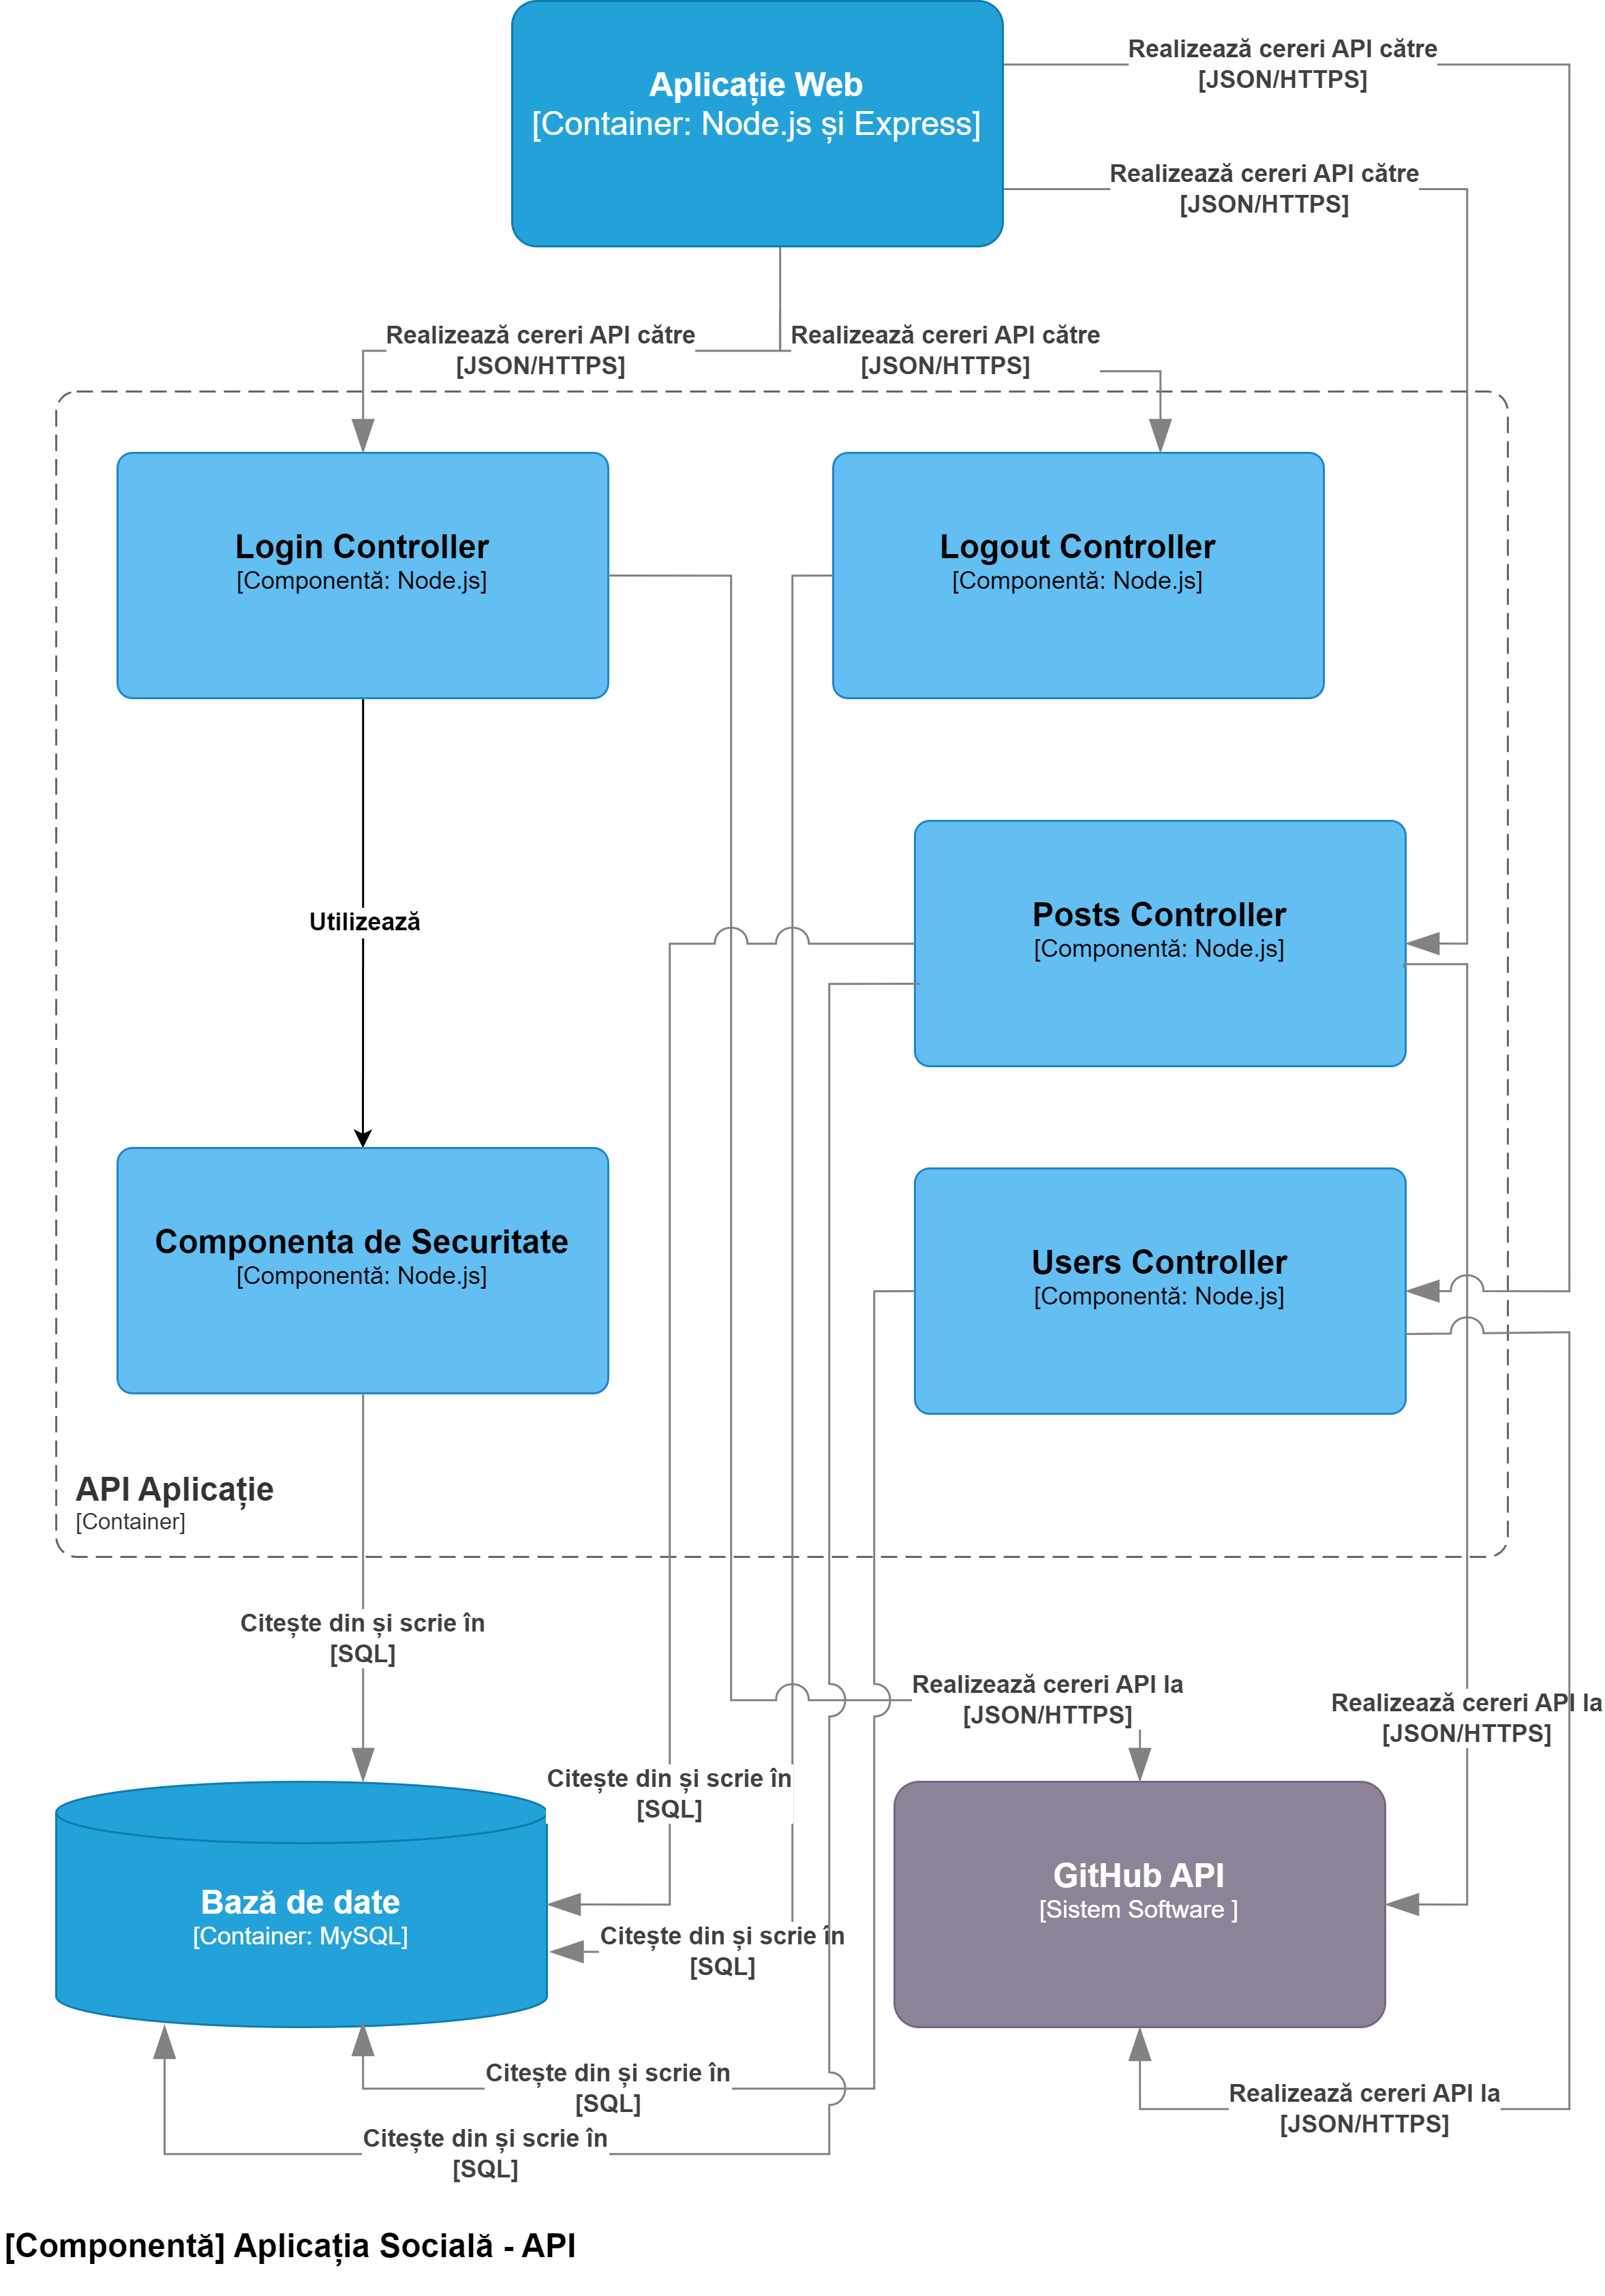 Aplicație Web
[Container: Node.js și Express]
Realizează cereri API către
[JSON/HTTPS]
Realizează cereri API către
[JSON/HTTPS]
Realizează cereri API către
[JSON/HTTPS]
Realizează cereri API către
[JSON/HTTPS]
Login Controller
[Componentă: Node.js]
Logout Controller
[Componentă: Node.js]
Utilizează
Posts Controller
[Componentă: Node.js]
Componenta de Securitate
[Componentă: Node.js]
Users Controller
[Componentă: Node.js]
API Aplicație
[Container]
Citește din și scrie în
[SQL]
Realizează cereri API la
[JSON/HTTPS]
Realizează cereri API la
[JSON/HTTPS]
Citește din și scrie în
[SQL]
Bază de date
[Container: MySQL]
GitHub API
[Sistem Software ]
Citește din și scrie în
[SQL]
Citește din și scrie în
[SQL]
Realizează cereri API la
[JSON/HTTPS]
Citește din și scrie în
[SQL]
[Componentă] Aplicația Socială - API